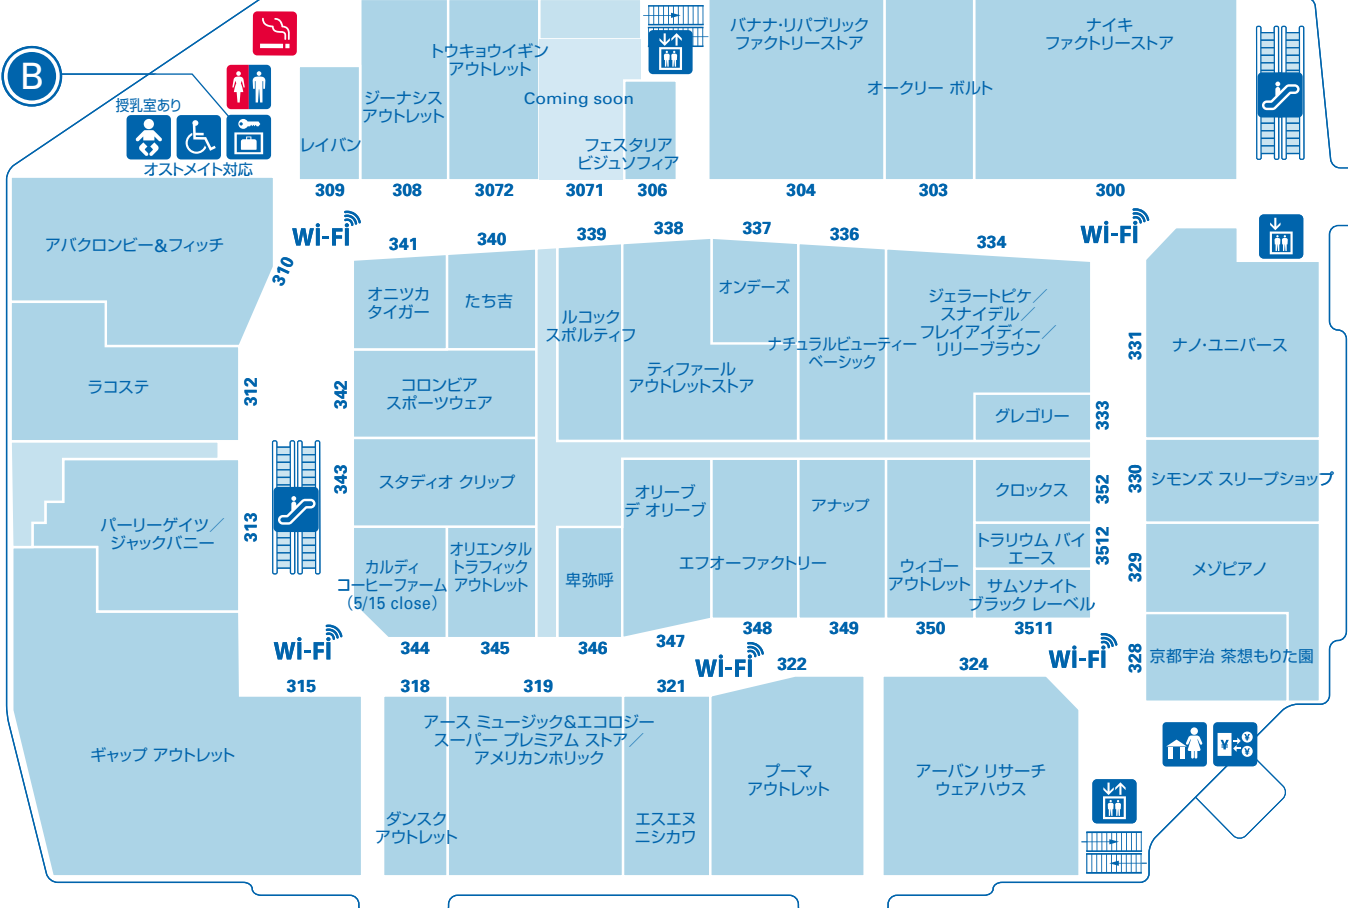 B
授乳室あり
オストメイト対応
レイバン
309
ジーナシス
アウトレット
308
トウキョウイギン
アウトレット
3072
Coming soon
3071
フェスタリア
ビジュソフィア
306
バナナ・リパブリック
ファクトリーストア
304
オークリー ボルト
303
ナイキ
ファクトリーストア
300
アバクロンビー&フィッチ
310
Wi-Fi
Wi-Fi
341
340
339
338
337
336
334
オニツカ
タイガー
たち吉
ルコック
スポルティフ
ティファール
アウトレットストア
オンデーズ
ナチュラルビューティー
ベーシック
ジェラートピケ/
スナイデル/
フレイアイディー/
リリーブラウン
グレゴリー
333
331
ナノ・ユニバース
ラコステ
312
342
コロンビア
スポーツウェア
343
スタディオ クリップ
パーリーゲイツ/
ジャックバニー
313
カルディ
コーヒーファーム
(5/15 close)
オリエンタル
トラフィック
アウトレット
卑弥呼
オリーブ
デ オリーブ
エフオーファクトリー
アナップ
ウィゴー
アウトレット
クロックス
352
トラリウム バイ
エース
3512
サムソナイト
ブラック レーベル
3511
330
シモンズ スリープショップ
329
メゾピアノ
328
京都宇治 茶想もりた園
344
345
346
347
348
349
350
Wi-Fi
Wi-Fi
Wi-Fi
315
318
319
321
322
324
ギャップ アウトレット
ダンスク
アウトレット
アース ミュージック&エコロジー
スーパー プレミアム ストア/
アメリカンホリック
エスエヌ
ニシカワ
プーマ
アウトレット
アーバン リサーチ
ウェアハウス
¥
¥
¥